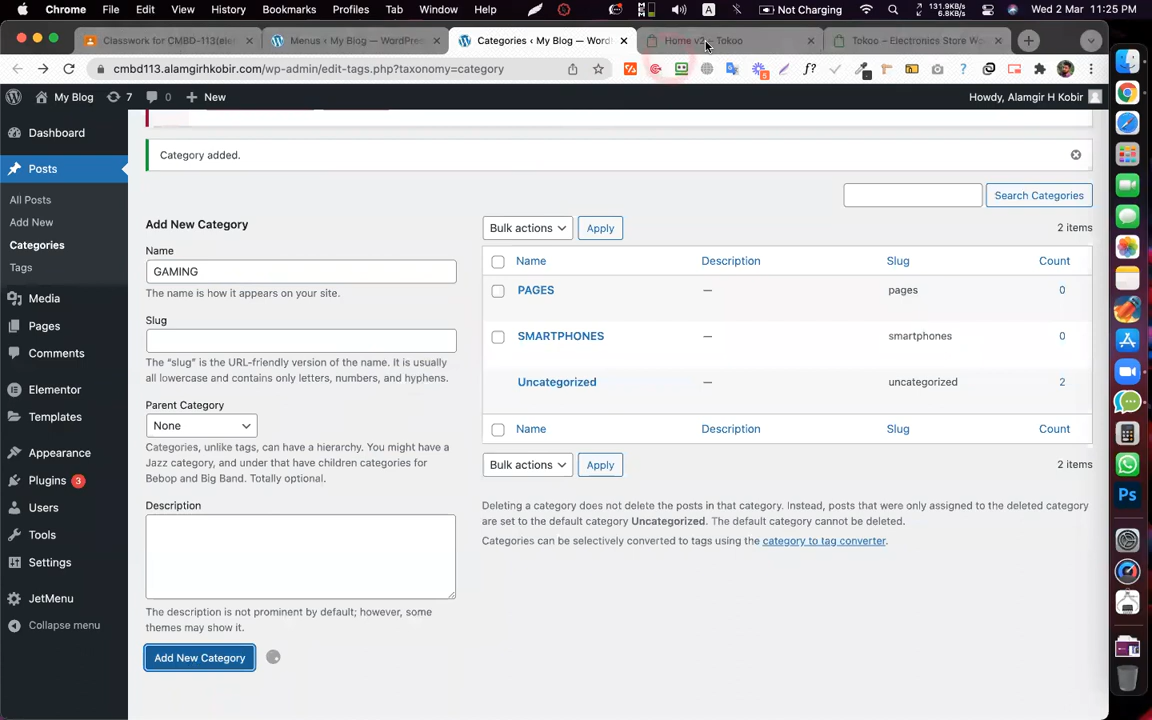 Chrome File Edit View History Bookmarks Profiles Tab Window Help 131.9KB/s 6.8KB/s A Not Charging Wed 2 Mar 11:25 PM
Classwork for CMBD-113(ele Menus ‹ My Blog — WordPres Categories ‹ My Blog — Word Home v2 – Tokoo Tokoo – Electronics Store Wo
cmbd113.alamgirhkobir.com/wp-admin/edit-tags.php?taxonomy=category
My Blog 7 0 New Howdy, Alamgir H Kobir
Dashboard
Posts
All Posts
Add New
Categories
Tags
Media
Pages
Comments
Elementor
Templates
Appearance
Plugins 3
Users
Tools
Settings
JetMenu
Collapse menu
Category added.
Search Categories
Add New Category
Name
GAMING
The name is how it appears on your site.
Slug
The “slug” is the URL-friendly version of the name. It is usually
all lowercase and contains only letters, numbers, and hyphens.
Parent Category
None
Categories, unlike tags, can have a hierarchy. You might have a
Jazz category, and under that have children categories for
Bebop and Big Band. Totally optional.
Description
The description is not prominent by default; however, some
themes may show it.
Add New Category
Bulk actions Apply 2 items
Name Description Slug Count
PAGES — pages 0
SMARTPHONES — smartphones 0
Uncategorized — uncategorized 2
Name Description Slug Count
Bulk actions Apply 2 items
Deleting a category does not delete the posts in that category. Instead, posts that were only assigned to the deleted category
are set to the default category Uncategorized. The default category cannot be deleted.
Categories can be selectively converted to tags using the category to tag converter.